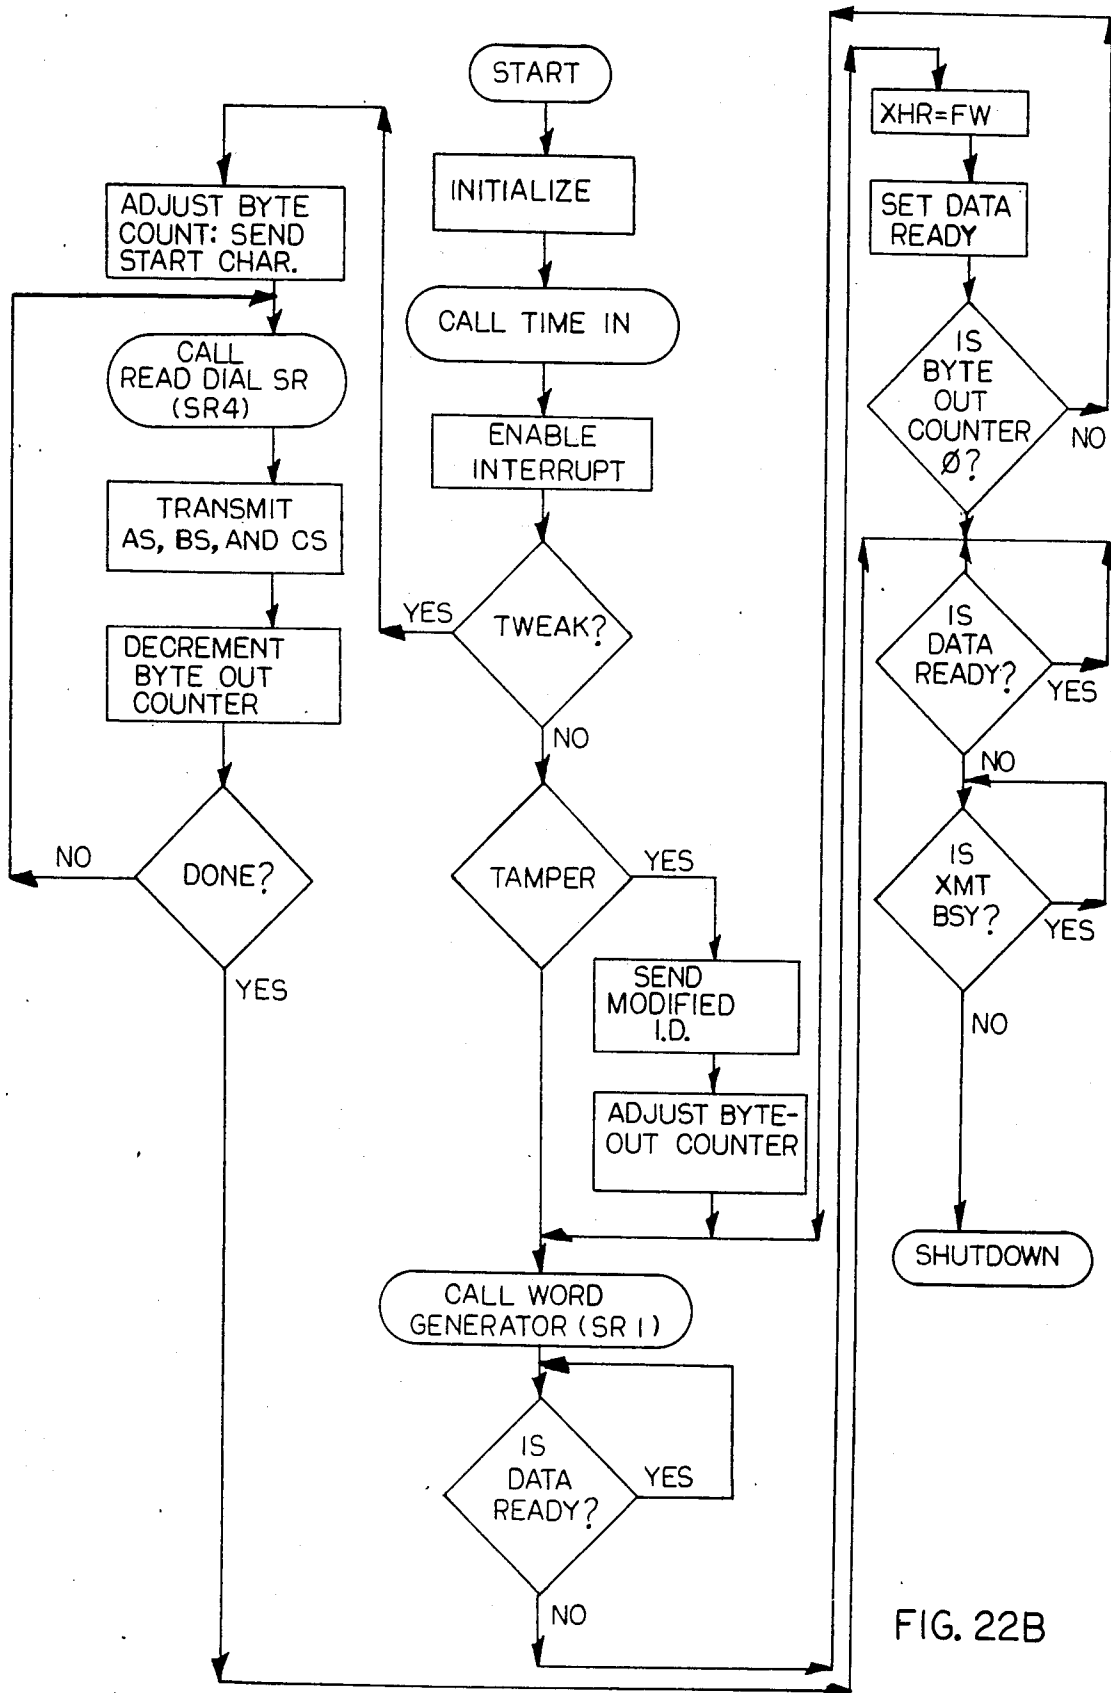 START
INITIALIZE
CALL TIME IN
ENABLE
INTERRUPT
TWEAK?
YES
NO
ADJUST BYTE
COUNT: SEND
START CHAR.
CALL
READ DIAL SR
(SR4)
TRANSMIT
AS, BS, AND CS
DECREMENT
BYTE OUT
COUNTER
DONE?
NO
YES
TAMPER
YES
SEND
MODIFIED
I.D.
ADJUST BYTE-
OUT COUNTER
CALL WORD
GENERATOR (SR 1)
IS
DATA
READY?
YES
NO
XHR=FW
SET DATA
READY
IS
BYTE
OUT
COUNTER
Ø?
NO
IS
DATA
READY?
YES
NO
IS
XMT
BSY?
YES
NO
SHUTDOWN
FIG. 22B